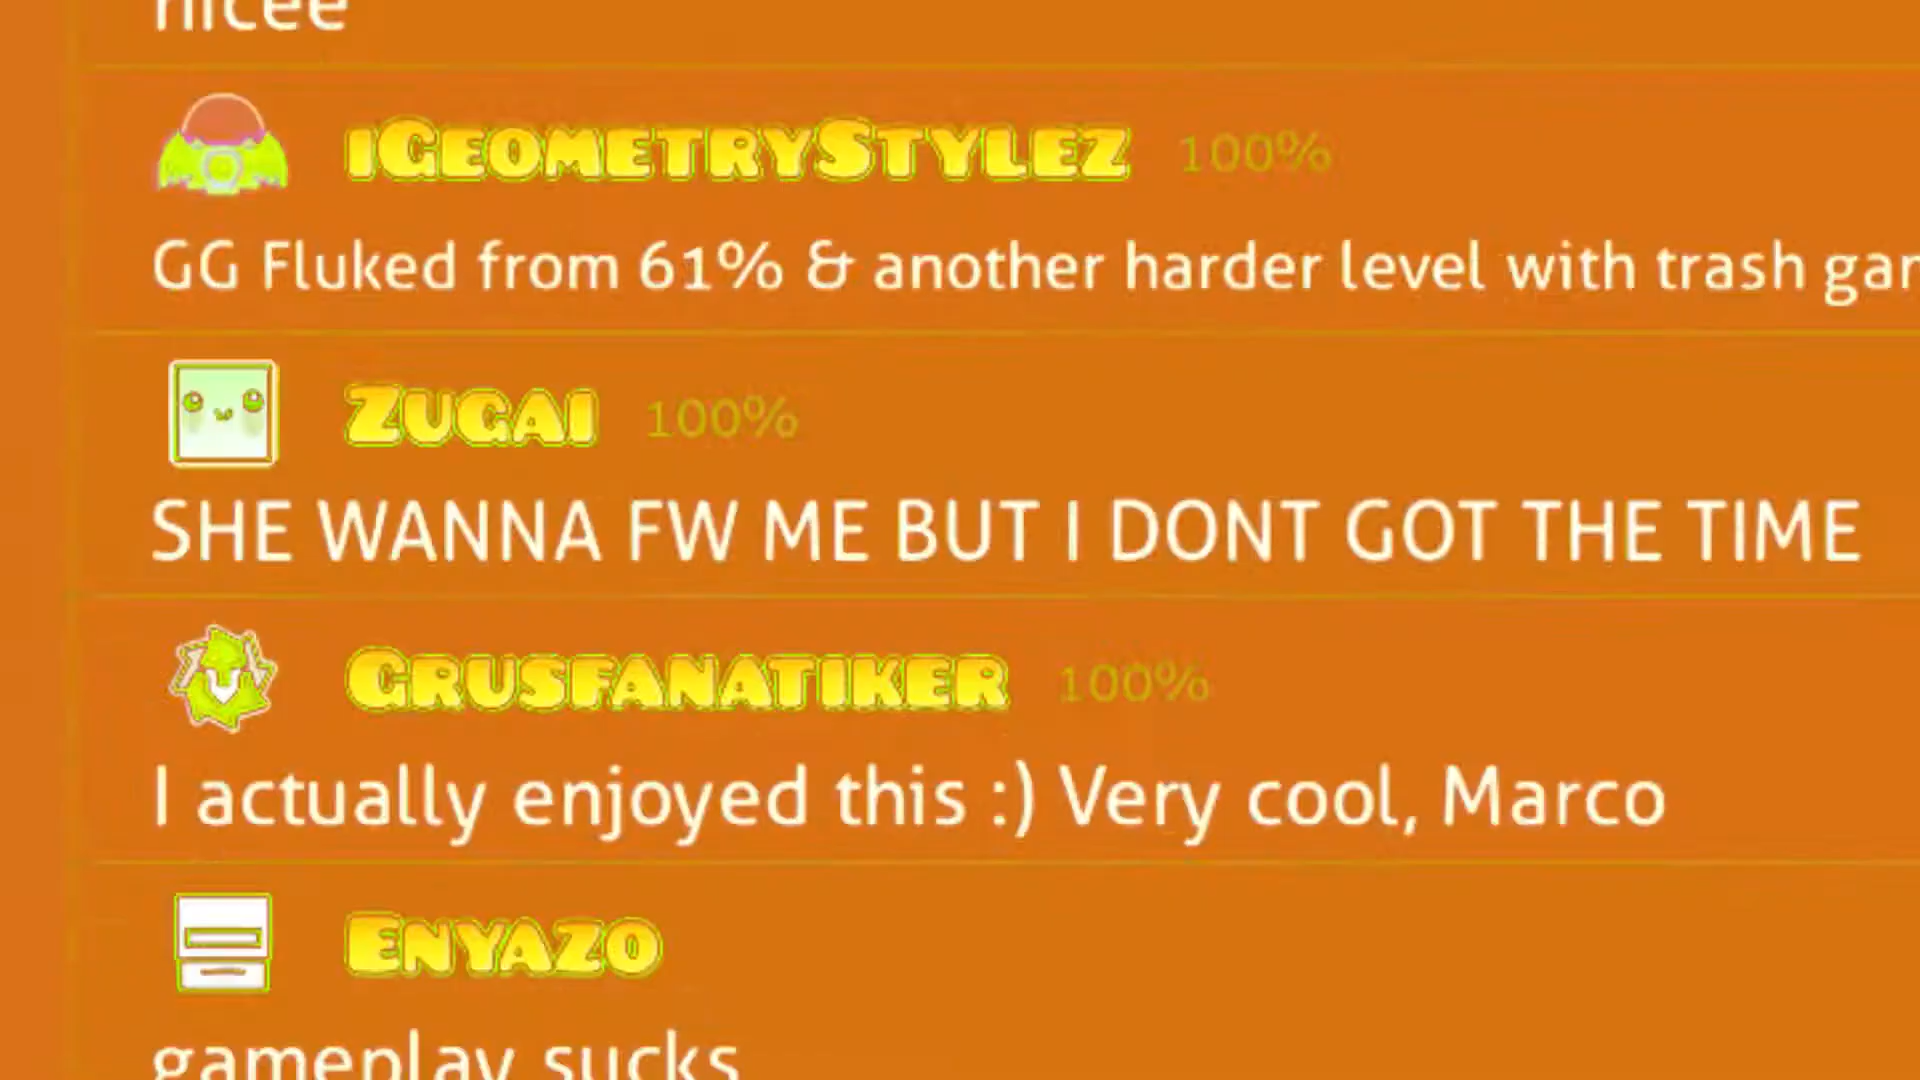 nicee
iGeometryStylez 100%
GG Fluked from 61% & another harder level with trash
Zugai 100%
SHE WANNA FW ME BUT I DONT GOT THE TIME
Grusfanatiker 100%
I actually enjoyed this :) Very cool, Marco
Enyazo
gameplay sucks